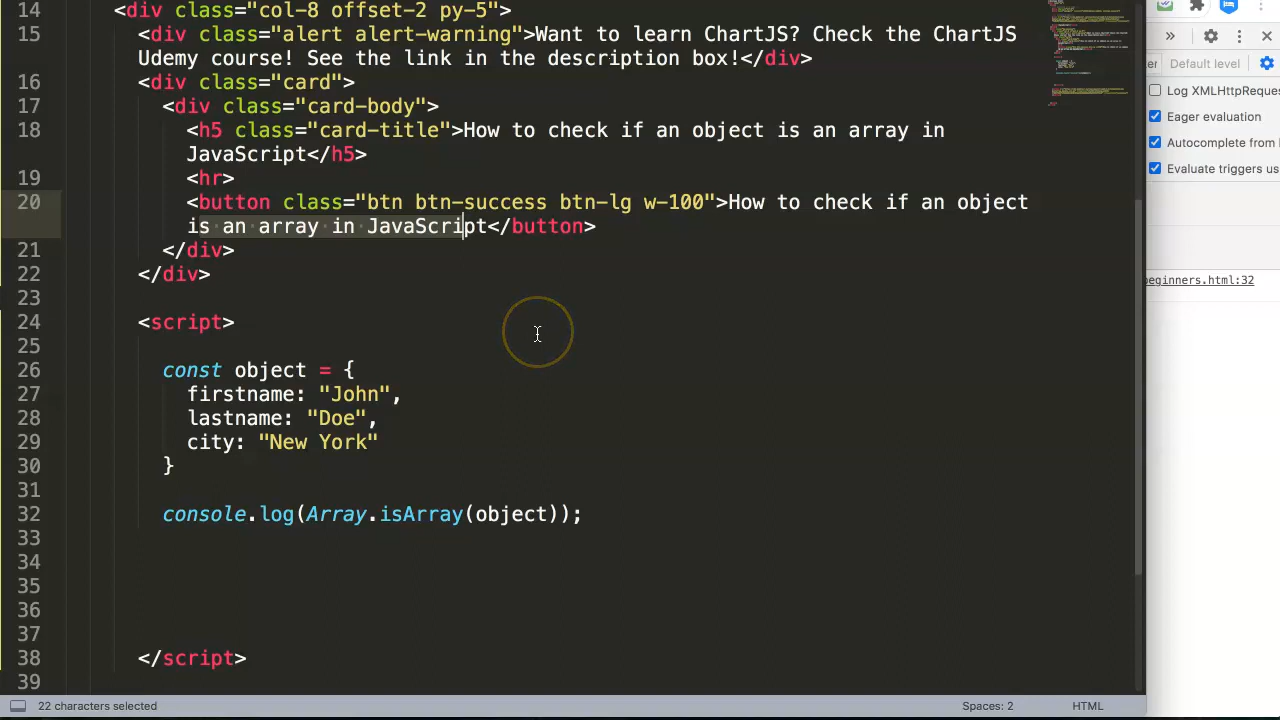 14 <div class="col-8 offset-2 py-5">
15 <div class="alert alert-warning">Want to learn ChartJS? Check the ChartJS
Udemy course! See the link in the description box!</div>
16 <div class="card">
17 <div class="card-body">
18 <h5 class="card-title">How to check if an object is an array in
JavaScript</h5>
19 <hr>
20 <button class="btn btn-success btn-lg w-100">How to check if an object
is an array in JavaScript</button>
21 </div>
22 </div>
23
24 <script>
25
26 const object = {
27 firstname: "John",
28 lastname: "Doe",
29 city: "New York"
30 }
31
32 console.log(Array.isArray(object));
33
34
35
36
37
38 </script>
39
22 characters selected
Spaces: 2
HTML
Default level
Log XMLHttpReque
Eager evaluation
Autocomplete from
Evaluate triggers us
eginners.html:32